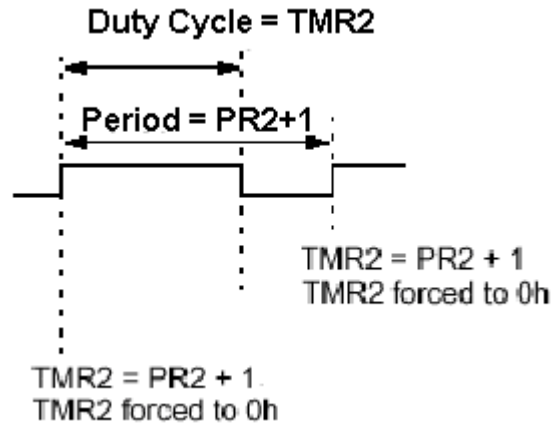 Duty Cycle = TMR2
Period = PR2+1
TMR2 = PR2 + 1
TMR2 forced to 0h
TMR2 = PR2 + 1
TMR2 forced to 0h